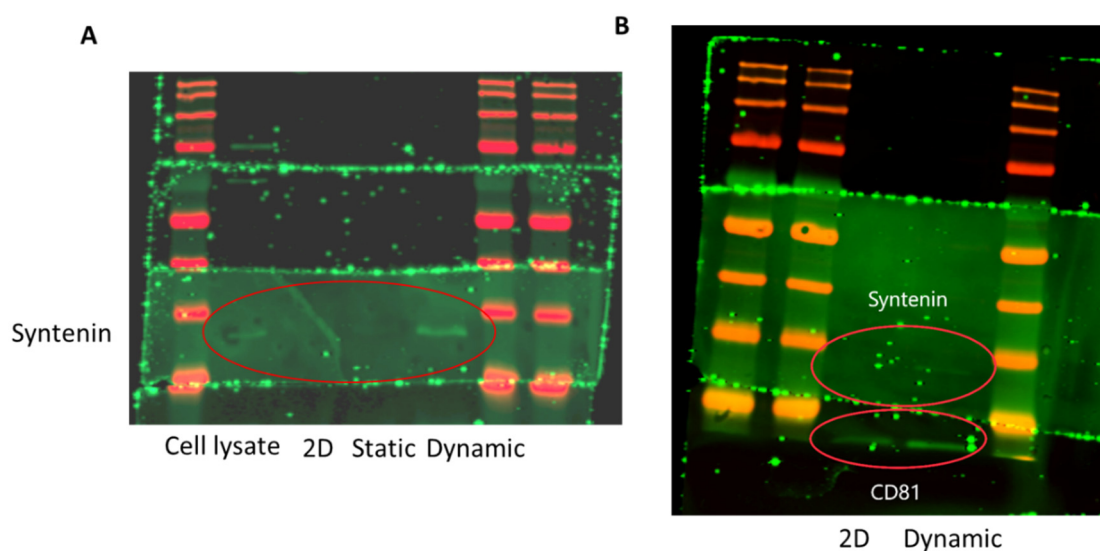 A
Syntenin
Cell lysate 2D Static Dynamic
B
Syntenin
CD81
2D Dynamic